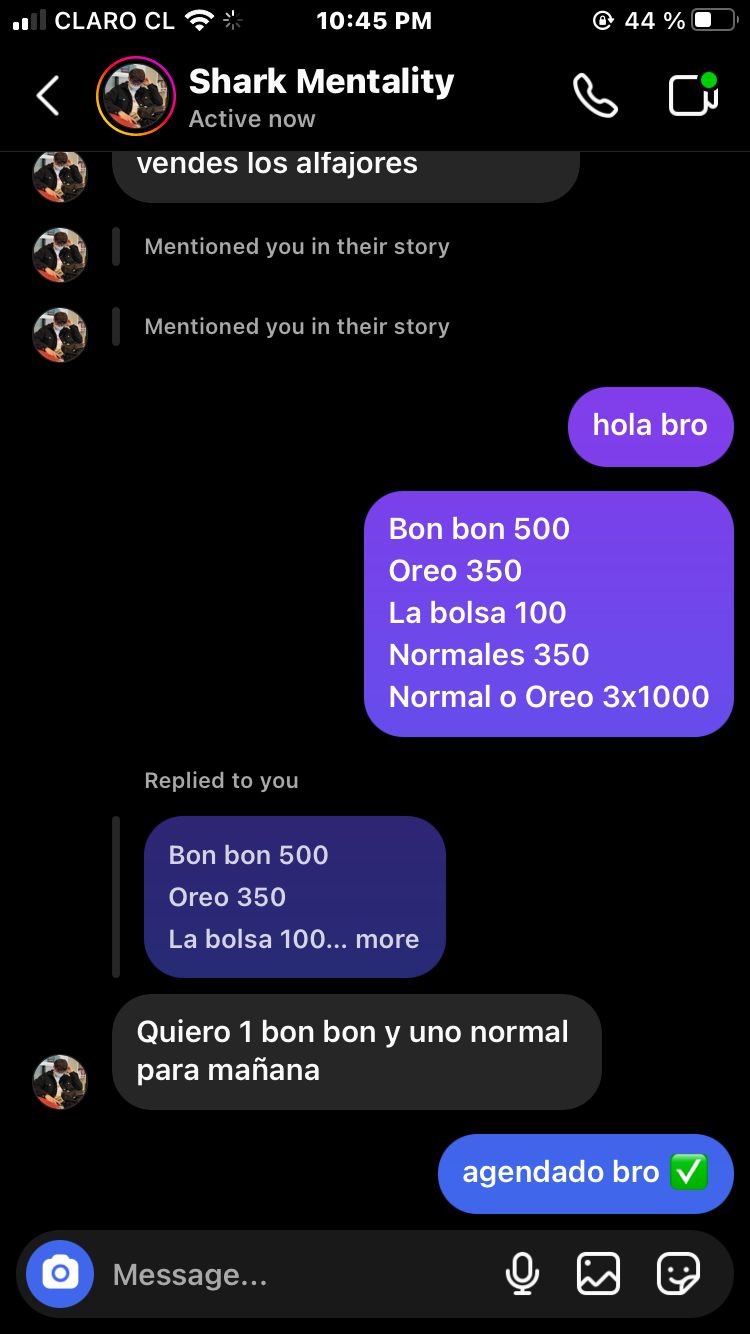 CLARO CL 10:45 PM 44 %
Shark Mentality
Active now
vendes los alfajores
Mentioned you in their story
Mentioned you in their story
hola bro
Bon bon 500
Oreo 350
La bolsa 100
Normales 350
Normal o Oreo 3x1000
Replied to you
Bon bon 500
Oreo 350
La bolsa 100... more
Quiero 1 bon bon y uno normal
para mañana
agendado bro ✅
Message...